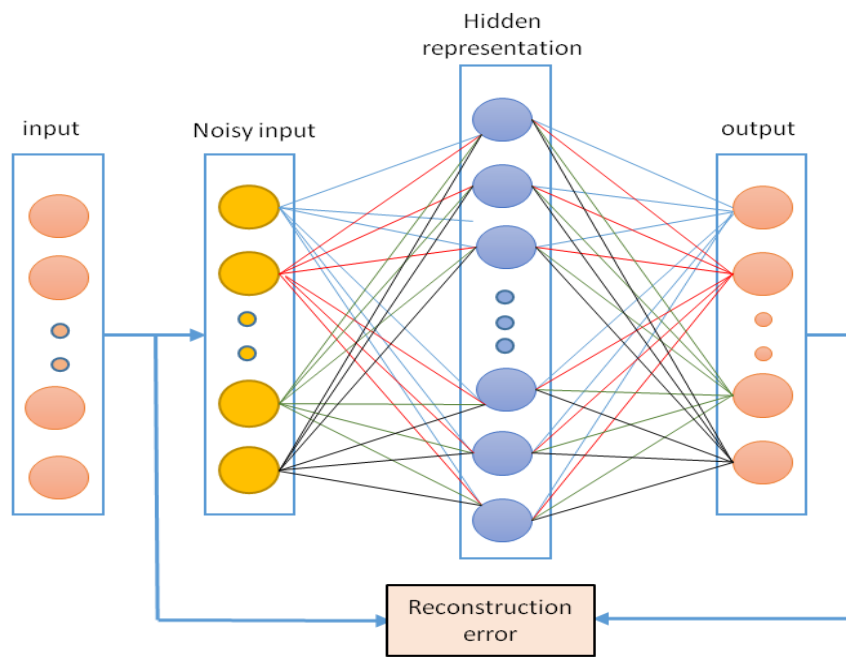 Hidden
representation
input
Noisy input
output
Reconstruction
error